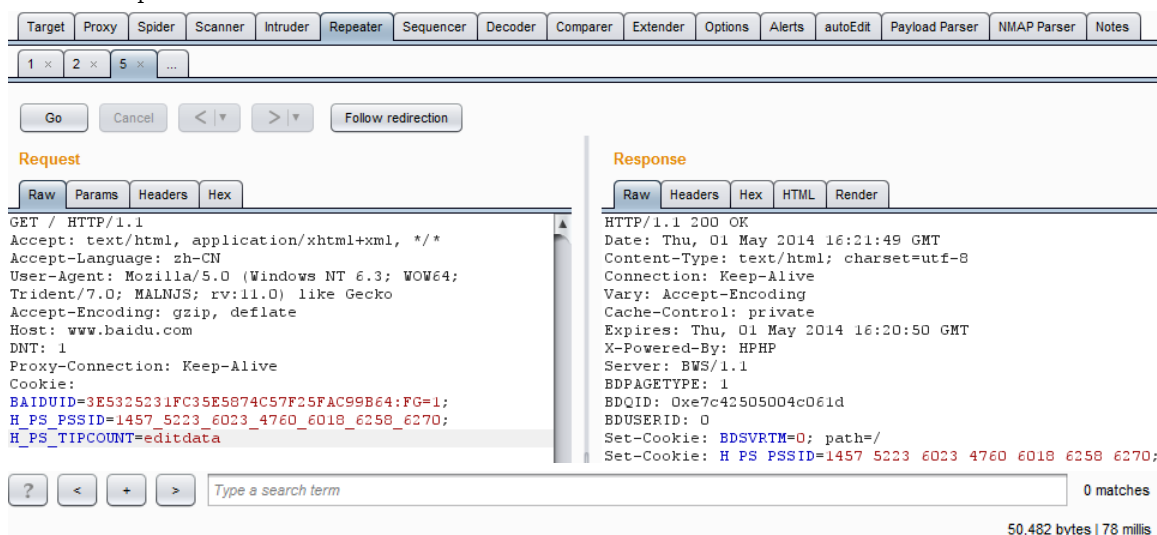 Target Proxy Spider Scanner Intruder Repeater Sequencer Decoder Comparer Extender Options Alerts autoEdit Payload Parser NMAP Parser Notes
1 × 2 × 5 × ...
Go Cancel < | ▼ > | ▼ Follow redirection
Request
Raw Params Headers Hex
GET / HTTP/1.1
Accept: text/html, application/xhtml+xml, */*
Accept-Language: zh-CN
User-Agent: Mozilla/5.0 (Windows NT 6.3; WOW64;
Trident/7.0; MALNJS; rv:11.0) like Gecko
Accept-Encoding: gzip, deflate
Host: www.baidu.com
DNT: 1
Proxy-Connection: Keep-Alive
Cookie:
BAIDUID=3E5325231FC35E5874C57F25FAC99B64:FG=1;
H_PS_PSSID=1457_5223_6023_4760_6018_6258_6270;
H_PS_TIPCOUNT=editdata
Response
Raw Headers Hex HTML Render
HTTP/1.1 200 OK
Date: Thu, 01 May 2014 16:21:49 GMT
Content-Type: text/html; charset=utf-8
Connection: Keep-Alive
Vary: Accept-Encoding
Cache-Control: private
Expires: Thu, 01 May 2014 16:20:50 GMT
X-Powered-By: HPHP
Server: BWS/1.1
BDPAGETYPE: 1
BDQID: 0xe7c42505004c061d
BDUSERID: 0
Set-Cookie: BDSVRTM=0; path=/
Set-Cookie: H_PS_PSSID=1457_5223_6023_4760_6018_6258_6270;
? < + > Type a search term 0 matches
50,482 bytes | 78 millis